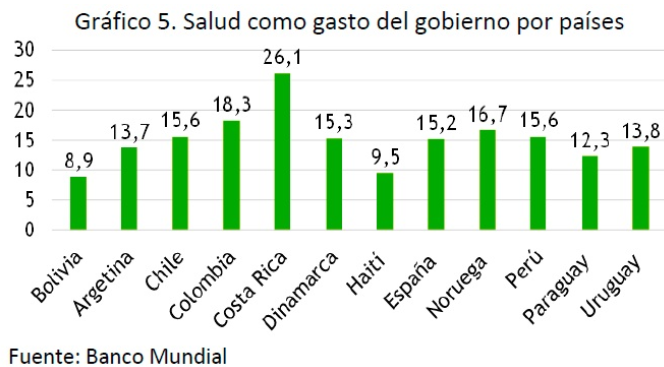 Gráfico 5. Salud como gasto del gobierno por países
30
25
20
15
10
5
0
8,9
13,7
15,6
18,3
26,1
15,3
9,5
15,2
16,7
15,6
12,3
13,8
Bolivia
Argetina
Chile
Colombia
Costa Rica
Dinamarca
Haití
España
Noruega
Perú
Paraguay
Uruguay
Fuente: Banco Mundial